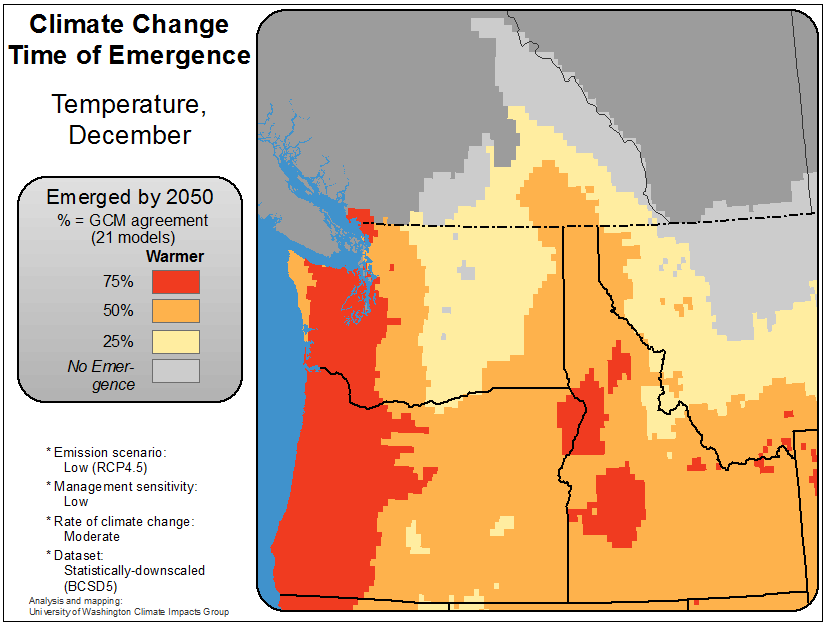 Climate Change
Time of Emergence
Temperature,
December
Emerged by 2050
% = GCM agreement
(21 models)
Warmer
75%
50%
25%
No Emer-
gence
* Emission scenario:
Low (RCP4.5)
* Management sensitivity:
Low
* Rate of climate change:
Moderate
* Dataset:
Statistically-downscaled
(BCSD5)
Analysis and mapping:
University of Washington Climate Impacts Group